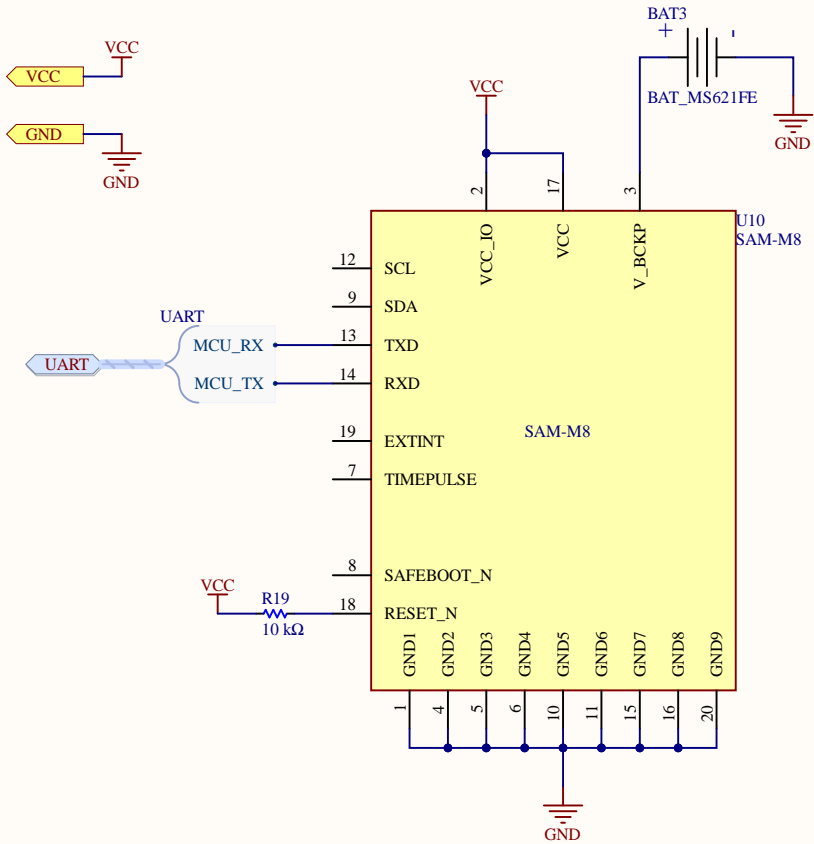 BAT3
+
-
BAT_MS621FE
GND
VCC
VCC
GND
GND
VCC
2
17
3
U10
SAM-M8
VCC_IO
VCC
V_BCKP
12
SCL
9
SDA
UART
MCU_RX
13
TXD
UART
MCU_TX
14
RXD
19
EXTINT
SAM-M8
7
TIMEPULSE
8
SAFEBOOT_N
VCC
R19
10 kΩ
18
RESET_N
GND1
GND2
GND3
GND4
GND5
GND6
GND7
GND8
GND9
1
4
5
6
10
11
15
16
20
GND